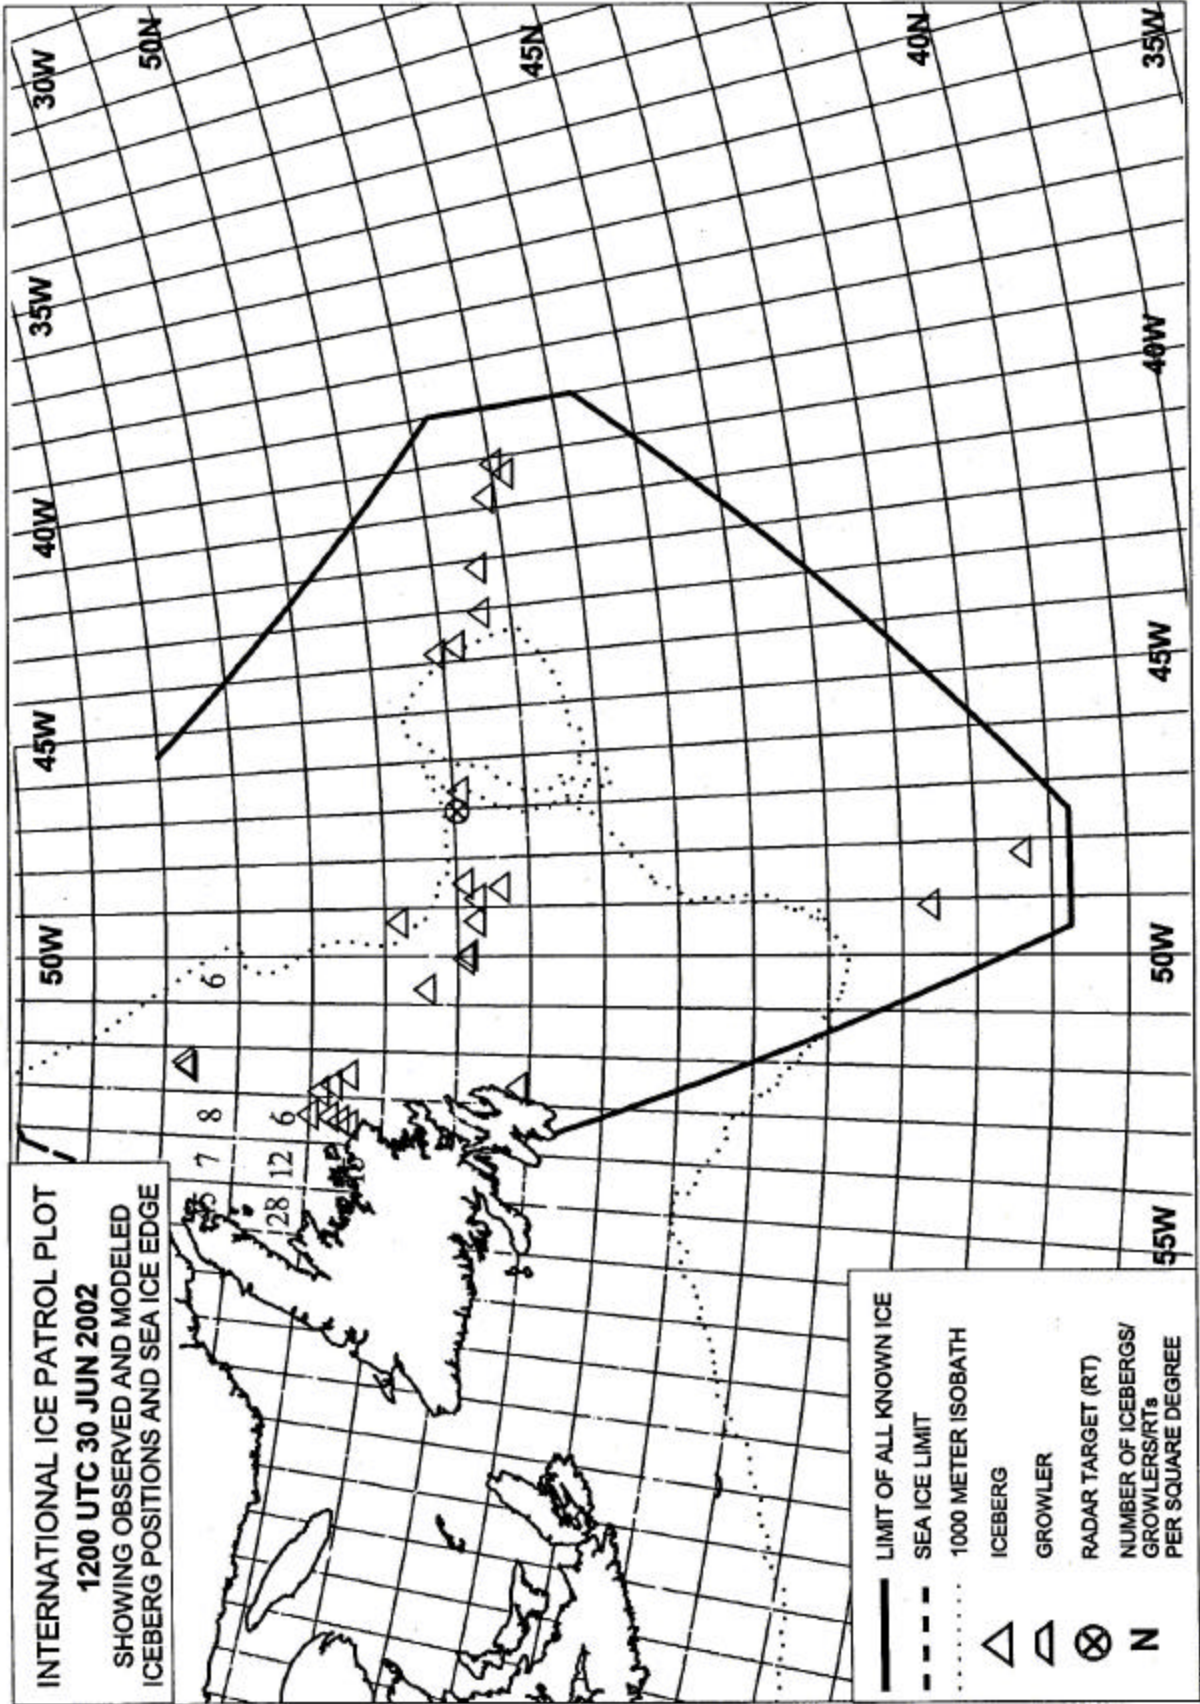 INTERNATIONAL ICE PATROL PLOT
1200 UTC 30 JUN 2002
SHOWING OBSERVED AND MODELED
ICEBERG POSITIONS AND SEA ICE EDGE
50W
45W
40W
35W
30W
50N
45N
40N
35W
40W
45W
50W
55W
5
7
8
6
28
12
6
LIMIT OF ALL KNOWN ICE
SEA ICE LIMIT
1000 METER ISOBATH
ICEBERG
GROWLER
RADAR TARGET (RT)
N NUMBER OF ICEBERGS/
GROWLERS/RTs
PER SQUARE DEGREE